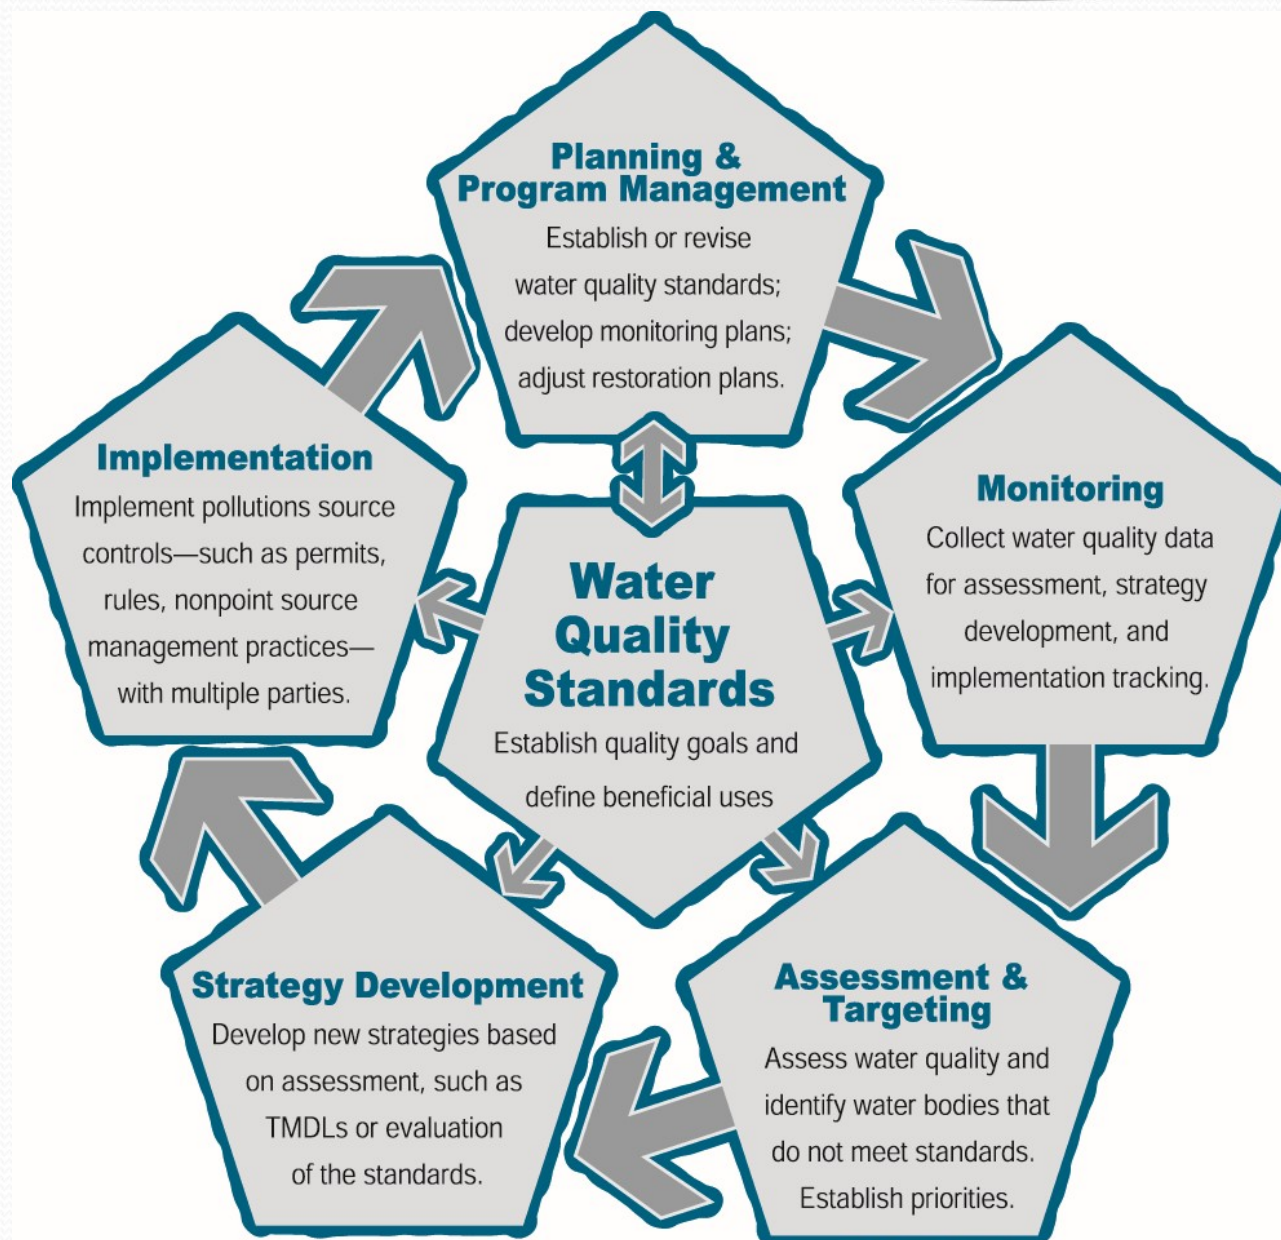 Planning &
Program Management
Establish or revise
water quality standards;
develop monitoring plans;
adjust restoration plans.
Implementation
Implement pollutions source
controls—such as permits,
rules, nonpoint source
management practices—
with multiple parties.
Monitoring
Collect water quality data
for assessment, strategy
development, and
implementation tracking.
Water
Quality
Standards
Establish quality goals and
define beneficial uses
Strategy Development
Develop new strategies based
on assessment, such as
TMDLs or evaluation
of the standards.
Assessment &
Targeting
Assess water quality and
identify water bodies that
do not meet standards.
Establish priorities.